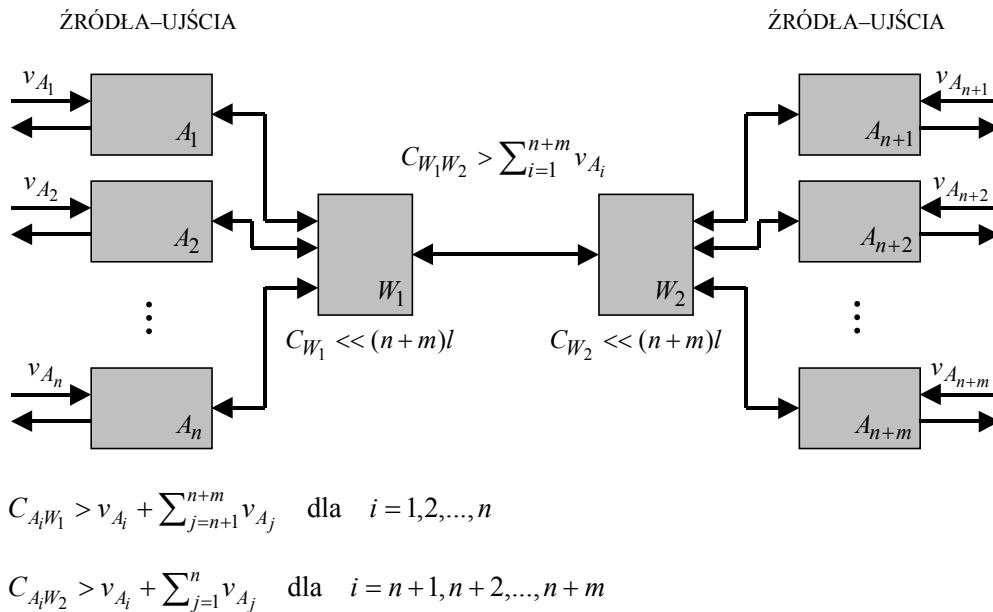 ŹRÓDŁA–UJŚCIA ŹRÓDŁA–UJŚCIA
v_{A_1} v_{A_{n+1}}
A_1 A_{n+1}
C_{W_1W_2} > \sum_{i=1}^{n+m} v_{A_i}
v_{A_2} v_{A_{n+2}}
A_2 A_{n+2}
W_1 W_2
⋮ ⋮
C_{W_1} << (n+m)l C_{W_2} << (n+m)l
v_{A_n} v_{A_{n+m}}
A_n A_{n+m}
C_{A_iW_1} > v_{A_i} + \sum_{j=n+1}^{n+m} v_{A_j} dla i = 1,2,...,n
C_{A_iW_2} > v_{A_i} + \sum_{j=1}^{n} v_{A_j} dla i = n+1,n+2,...,n+m